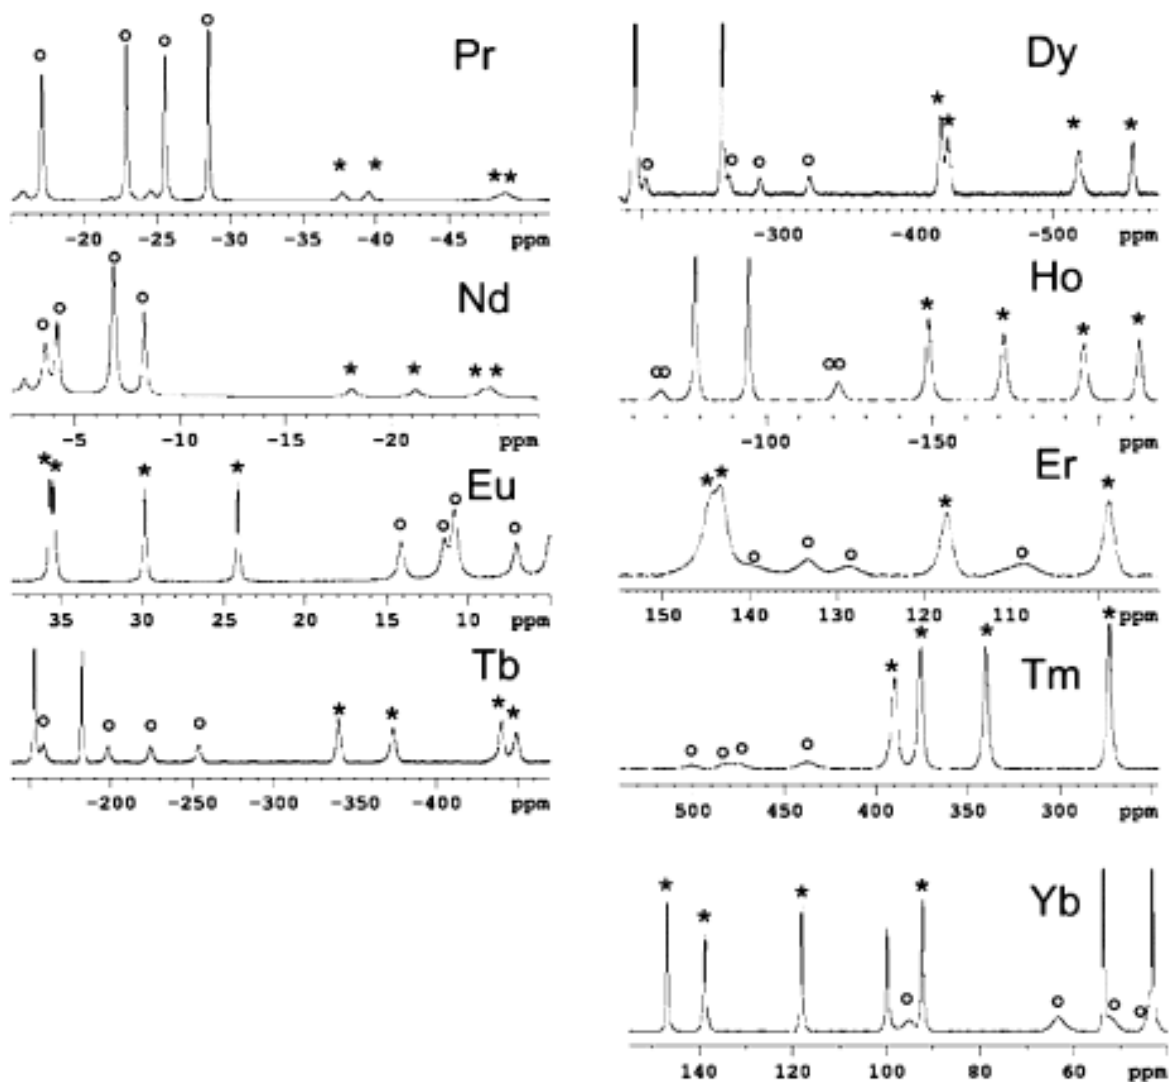 Pr
-20 -25 -30 -35 -40 -45 ppm
Nd
-5 -10 -15 -20 ppm
Eu
35 30 25 20 15 10 ppm
Tb
-200 -250 -300 -350 -400 ppm
Dy
-300 -400 -500 ppm
Ho
-100 -150 ppm
Er
150 140 130 120 110 ppm
Tm
500 400 340 300 ppm
Yb
140 120 100 80 60 ppm